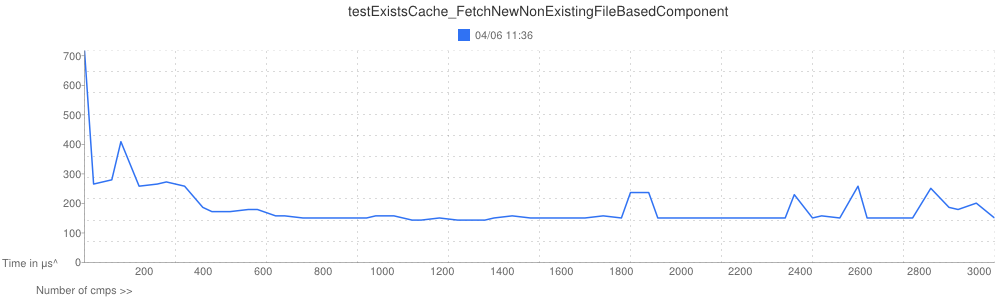 testExistsCache_FetchNewNonExistingFileBasedComponent
04/06 11:36
700
600
500
400
300
200
100
Time in µs^ 0
200 400 600 800 1000 1200 1400 1600 1800 2000 2200 2400 2600 2800 3000
Number of cmps >>